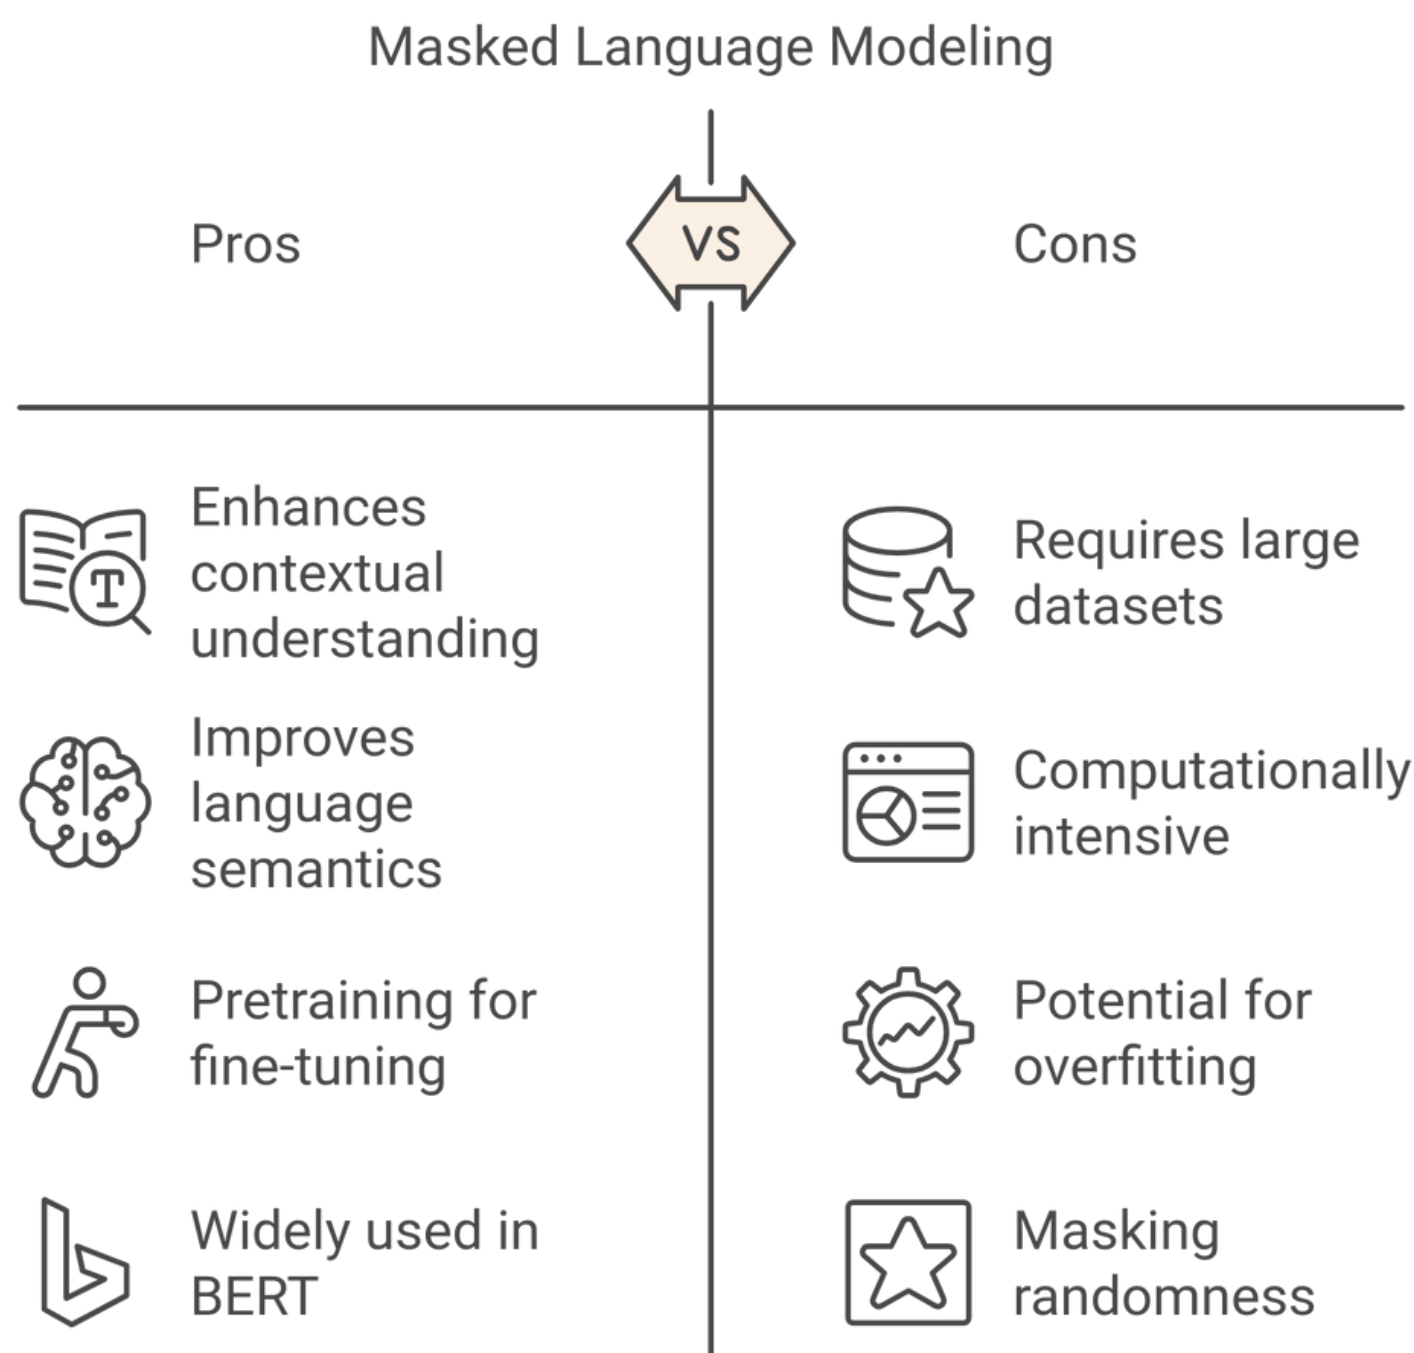 Masked Language Modeling
Pros
VS
Cons
Enhances
contextual
understanding
T
Improves
language
semantics
Pretraining for
fine-tuning
Widely used in
BERT
Requires large
datasets
Computationally
intensive
Potential for
overfitting
Masking
randomness